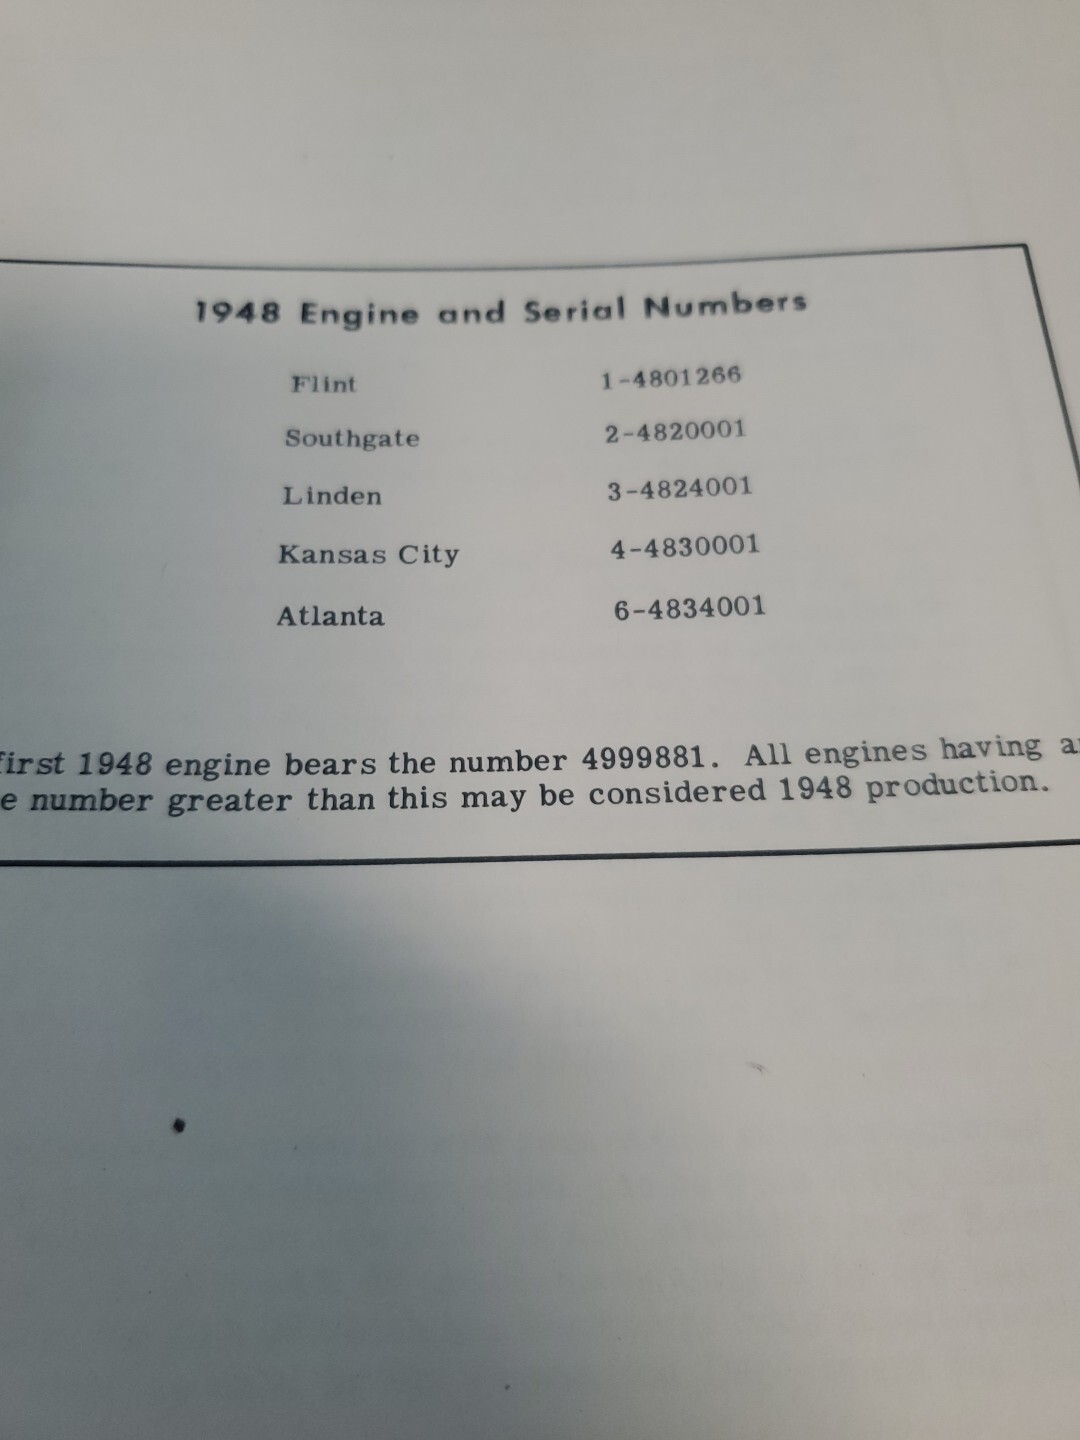 1948 Engine and Serial Numbers
Flint 1-4801266
Southgate 2-4820001
Linden 3-4824001
Kansas City 4-4830001
Atlanta 6-4834001
first 1948 engine bears the number 4999881. All engines having
number greater than this may be considered 1948 production.